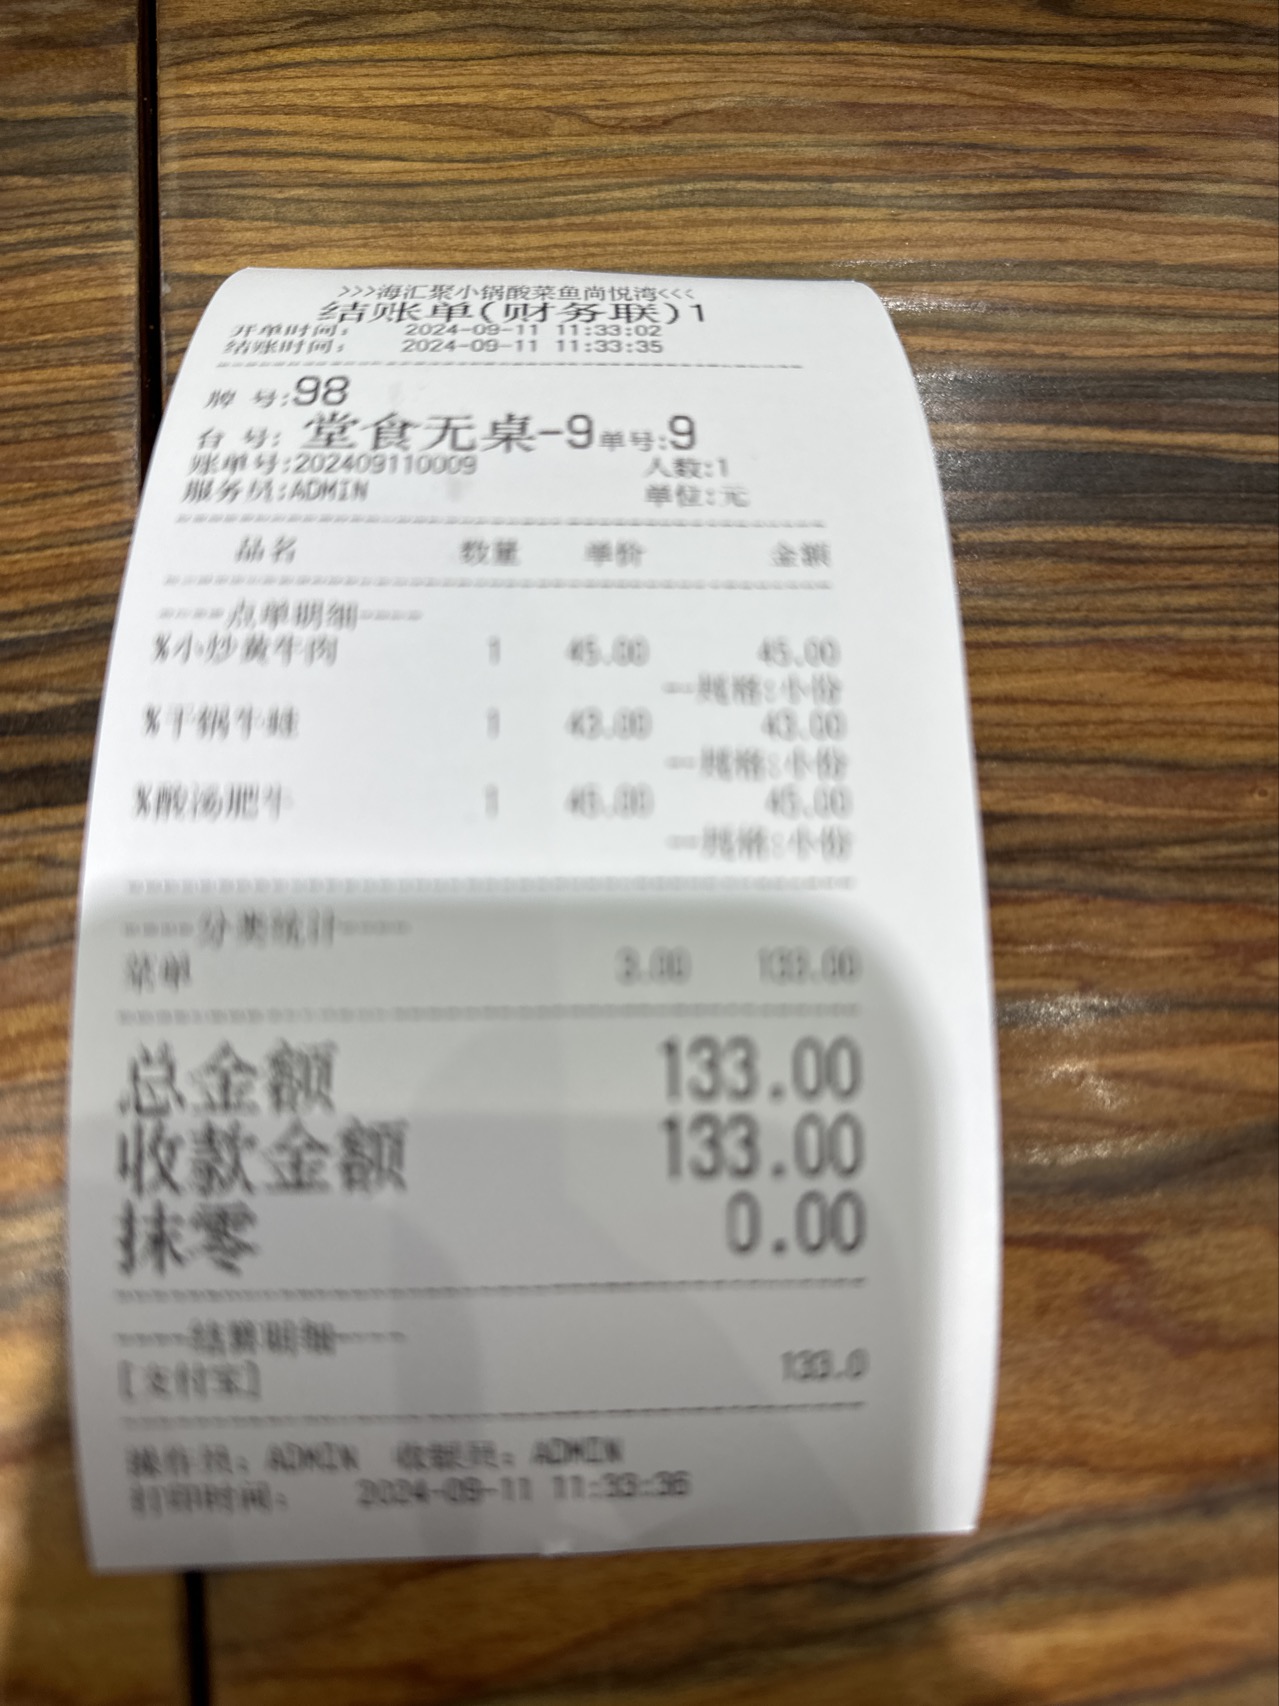 >>>海汇聚小锅酸菜鱼尚悦湾<<<
结账单(财务联)1
开单时间: 2024-09-11 11:33:02
结账时间: 2024-09-11 11:33:35
牌 号:98
台 号: 堂食无桌-9单号:9
账单号:202409110009 人数:1
服务员:ADMIN 单位:元
品名 数量 单价 金额
----点单明细----
%小炒黄牛肉 1 45.00 45.00
--规格:小份
%干锅牛蛙 1 43.00 43.00
--规格:小份
%酸汤肥牛 1 45.00 45.00
--规格:小份
----分类统计----
菜单 3.00 133.00
总金额 133.00
收款金额 133.00
抹零 0.00
----结算明细----
[支付宝] 133.0
操作员: ADMIN 收银员: ADMIN
打印时间: 2024-09-11 11:33:36